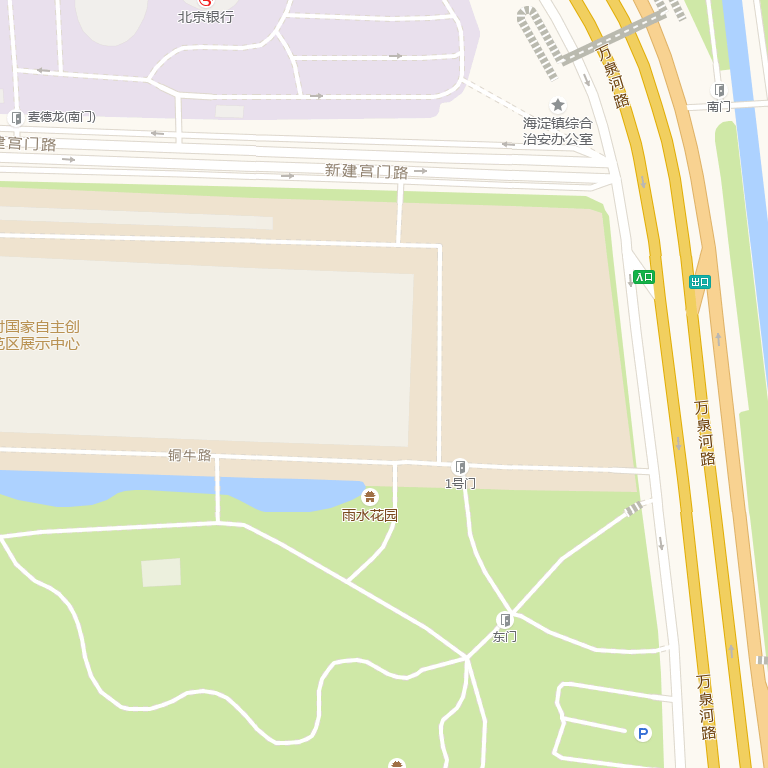 北京银行
万泉河路
南门
麦德龙(南门)
海淀镇综合
治安办公室
建宫门路
新建宫门路
入口
出口
国家自主创
区展示中心
万泉河路
铜牛路
1号门
雨水花园
东门
万泉河路
P